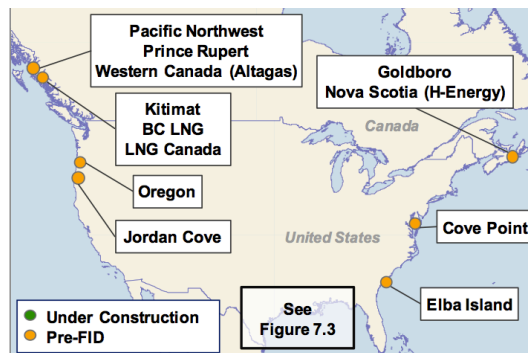 Pacific Northwest
Prince Rupert
Western Canada (Altagas)
Goldboro
Nova Scotia (H-Energy)
Kitimat
BC LNG
LNG Canada
Canada
Oregon
Jordan Cove
United States
Cove Point
Elba Island
See
Figure 7.3
Under Construction
Pre-FID